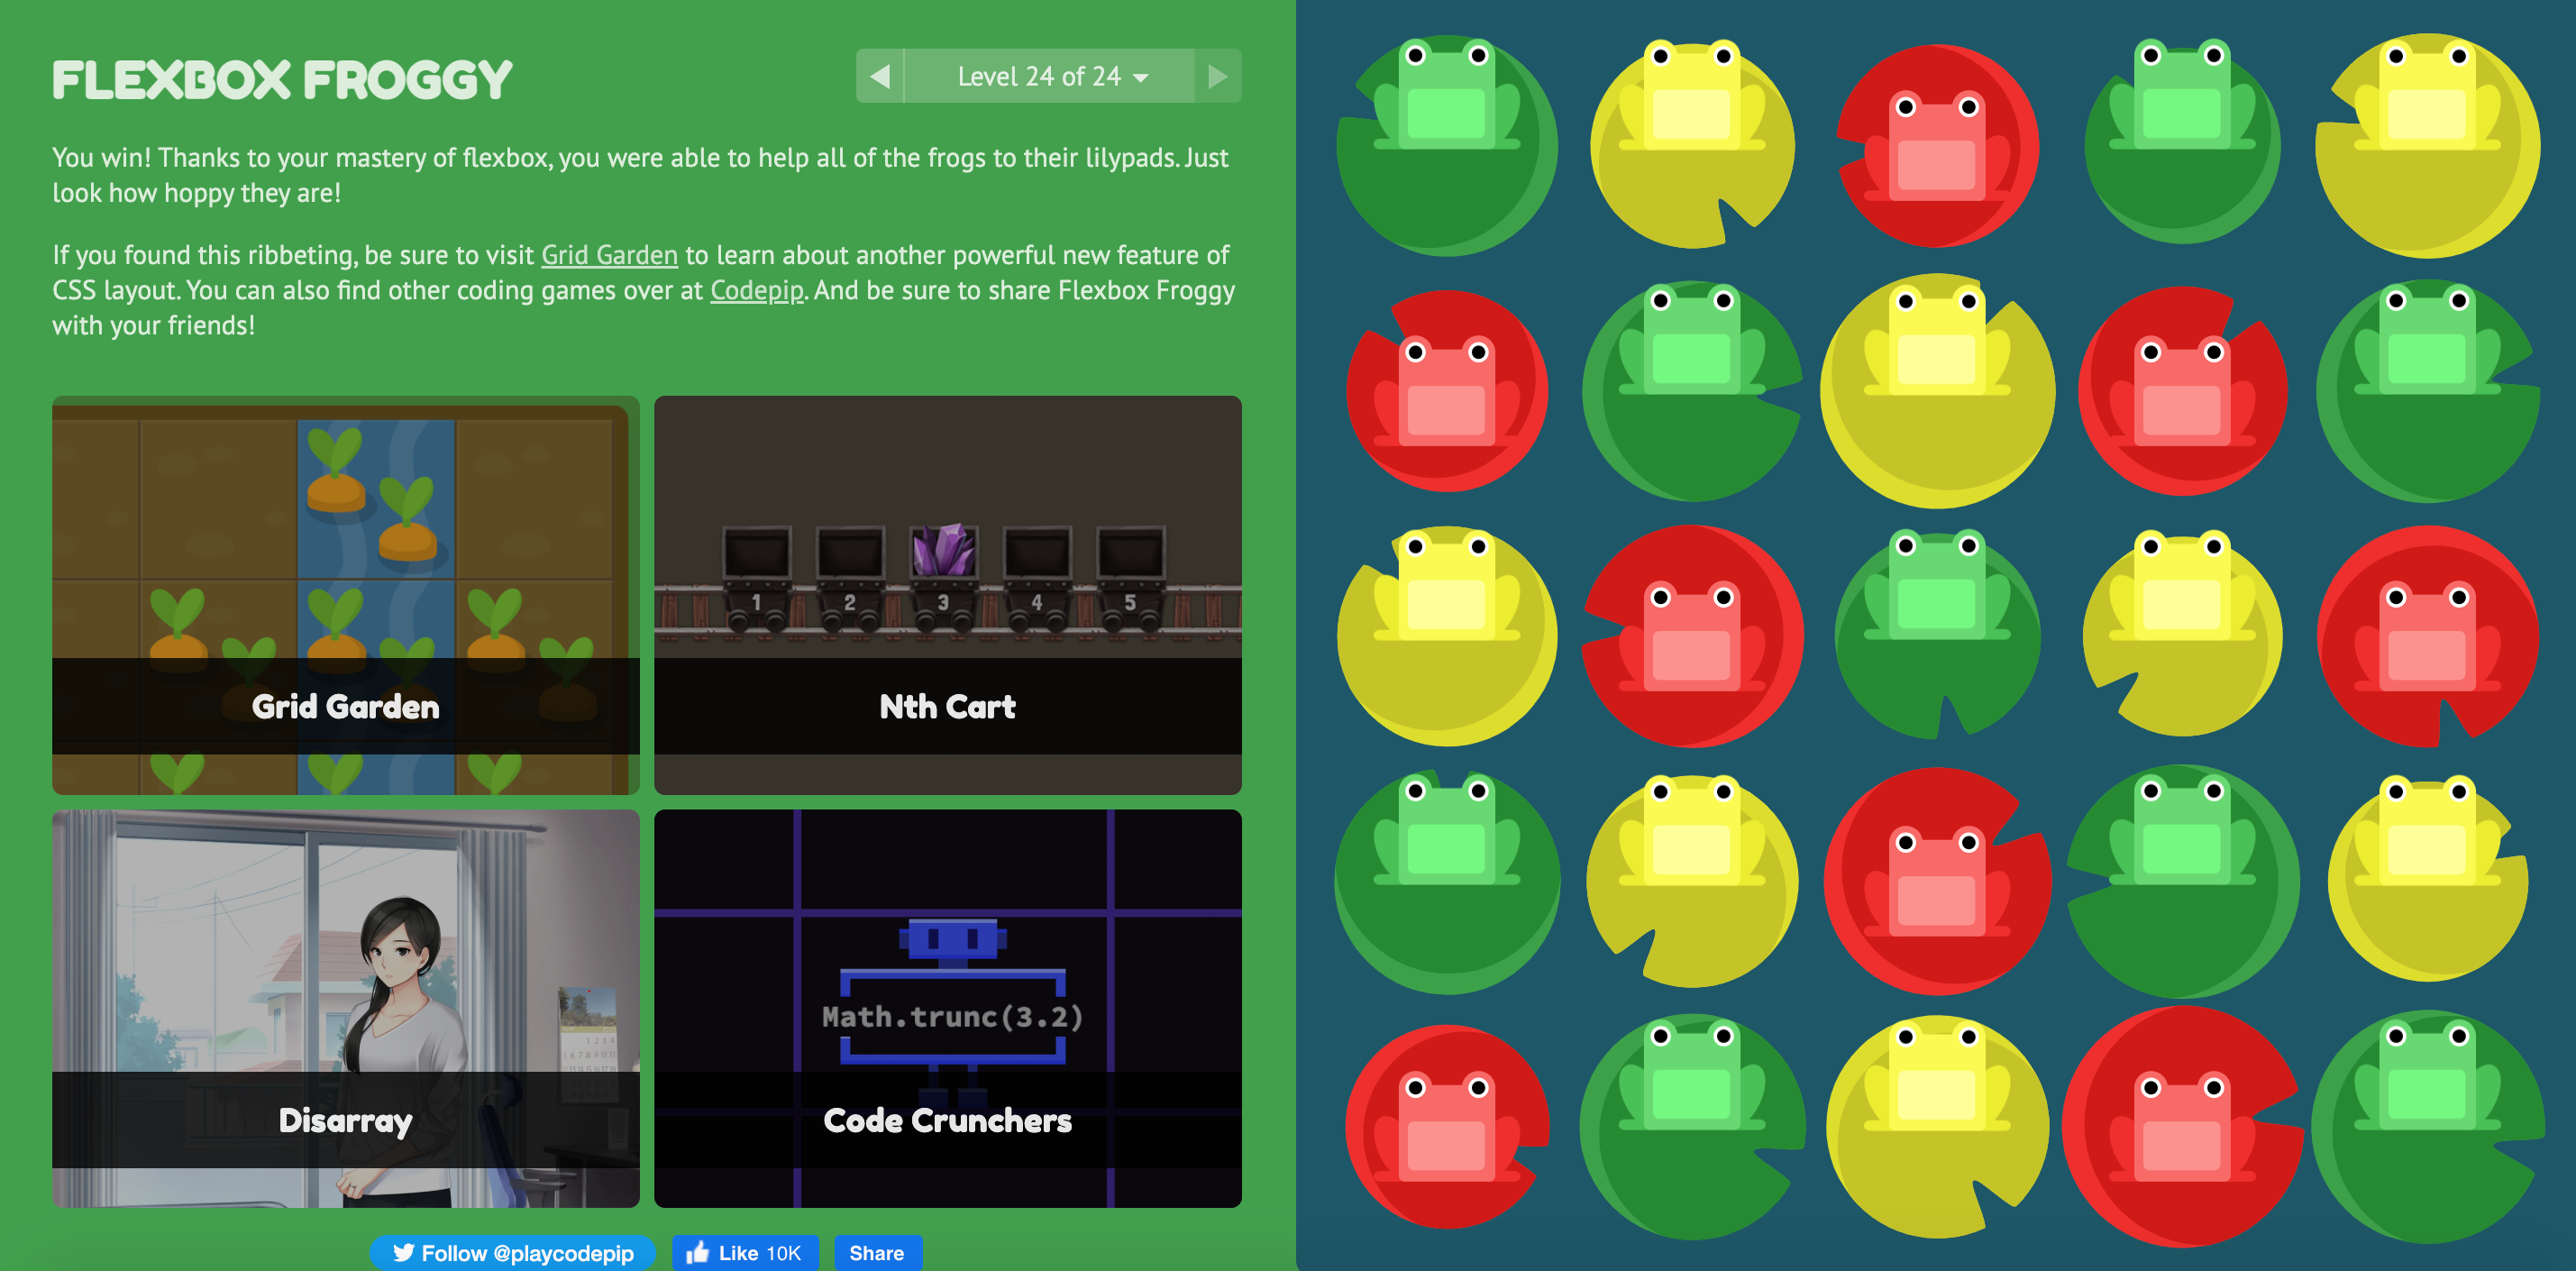 FLEXBOX FROGGY
Level 24 of 24
You win! Thanks to your mastery of flexbox, you were able to help all of the frogs to their lilypads. Just
look how hoppy they are!
If you found this ribbeting, be sure to visit Grid Garden to learn about another powerful new feature of
CSS layout. You can also find other coding games over at Codepip. And be sure to share Flexbox Froggy
with your friends!
1 2 3 4 5
Grid Garden
Nth Cart
Math.trunc(3.2)
Disarray
Code Crunchers
Follow @playcodepip
Like 10K
Share